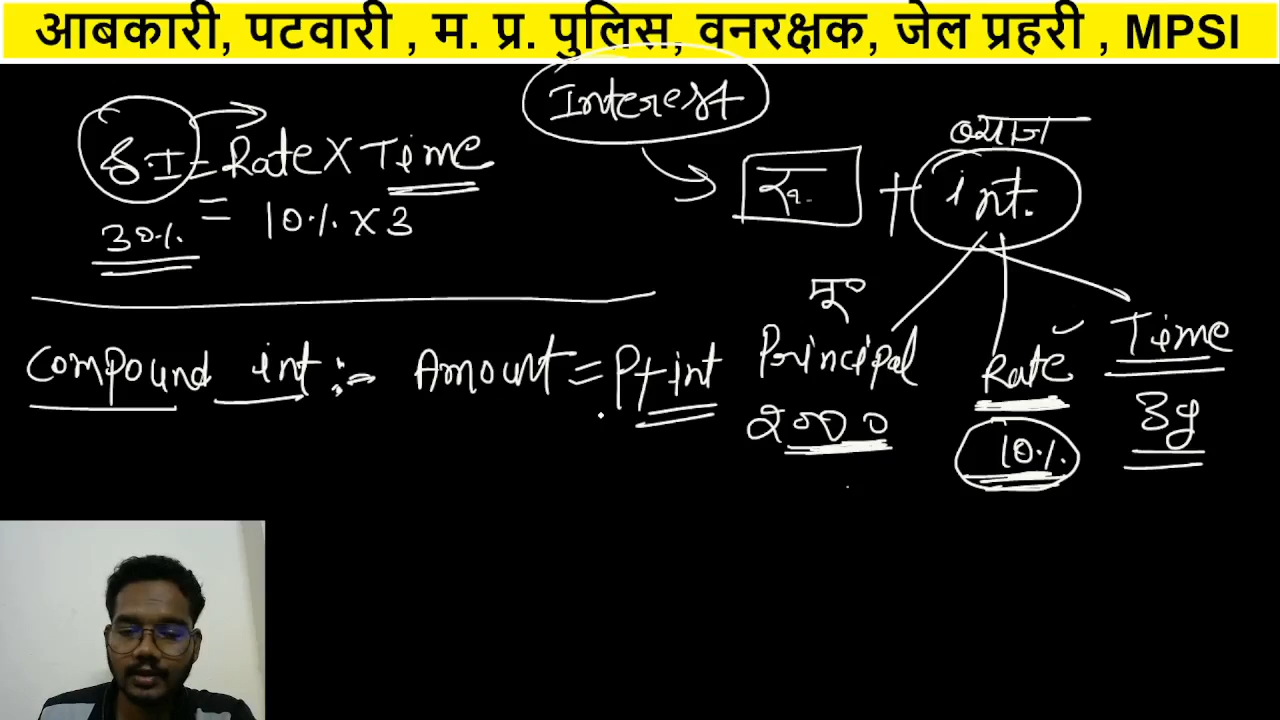 आबकारी, पटवारी , म. प्र. पुलिस, वनरक्षक, जेल प्रहरी , MPSI
Interest
S.I = Rate X Time
= 10% X 3
30%
ब्याज
रु. + int.
मू०
Principal Rate Time
2000 10% 3y
Compound int :- Amount = P+int